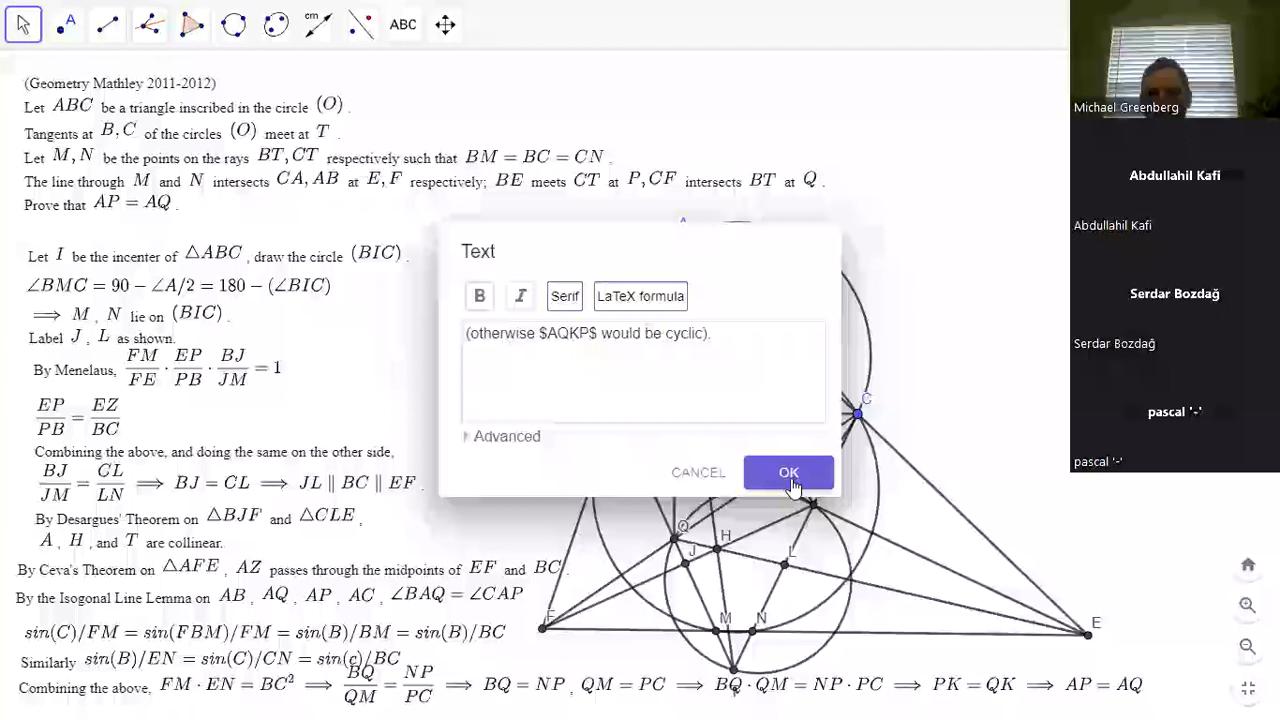 cm
ABC
(Geometry Mathley 2011-2012)
Let ABC be a triangle inscribed in the circle (O) .
Tangents at B, C of the circles (O) meet at T .
Let M, N be the points on the rays BT, CT respectively such that BM = BC = CN .
The line through M and N intersects CA, AB at E, F respectively; BE meets CT at P, CF intersects BT at Q .
Prove that AP = AQ .
Let I be the incenter of △ABC , draw the circle (BIC) .
∠BMC = 90 − ∠A/2 = 180 − (∠BIC)
⟹ M , N lie on (BIC) .
Label J , L as shown.
By Menelaus, FM/FE · EP/PB · BJ/JM = 1
EP/PB = EZ/BC
Combining the above, and doing the same on the other side,
BJ/JM = CL/LN ⟹ BJ = CL ⟹ JL ∥ BC ∥ EF .
By Desargues' Theorem on △BJF and △CLE ,
A , H , and T are collinear.
By Ceva's Theorem on △AFE , AZ passes through the midpoints of EF and BC .
By the Isogonal Line Lemma on AB , AQ , AP , AC , ∠BAQ = ∠CAP
sin(C)/FM = sin(FBM)/FM = sin(B)/BM = sin(B)/BC
Similarly sin(B)/EN = sin(C)/CN = sin(c)/BC
Combining the above, FM · EN = BC² ⟹ BQ/QM = NP/PC ⟹ BQ = NP , QM = PC ⟹ BQ · QM = NP · PC ⟹ PK = QK ⟹ AP = AQ
Text
B I Serif LaTeX formula
(otherwise $AQKP$ would be cyclic).
Advanced
CANCEL OK
A
C
Q
J
H
L
F
M
N
E
Michael Greenberg
Abdullahil Kafi
Abdullahil Kafi
Serdar Bozdağ
Serdar Bozdağ
pascal '-'
pascal '-'